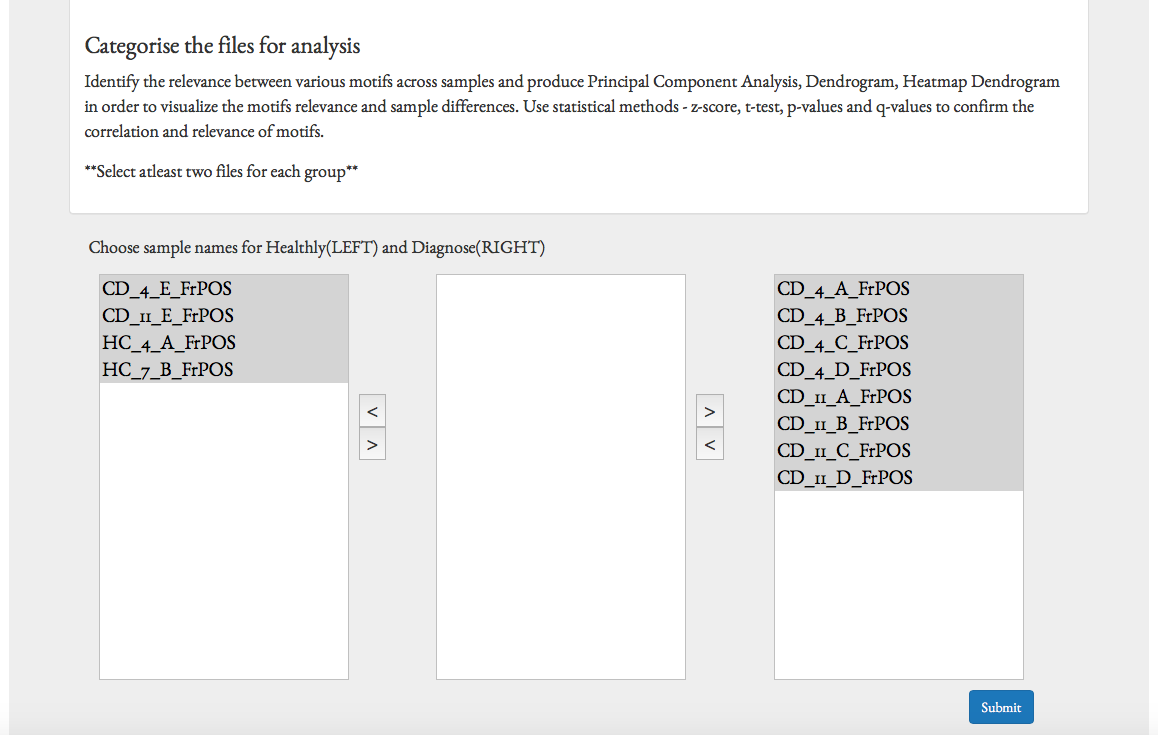 Categorise the files for analysis
Identify the relevance between various motifs across samples and produce Principal Component Analysis, Dendrogram, Heatmap Dendrogram
in order to visualize the motifs relevance and sample differences. Use statistical methods - z-score, t-test, p-values and q-values to confirm the
correlation and relevance of motifs.
**Select atleast two files for each group**
Choose sample names for Healthly(LEFT) and Diagnose(RIGHT)
CD_4_E_FrPOS
CD_11_E_FrPOS
HC_4_A_FrPOS
HC_7_B_FrPOS
<
>
>
<
CD_4_A_FrPOS
CD_4_B_FrPOS
CD_4_C_FrPOS
CD_4_D_FrPOS
CD_11_A_FrPOS
CD_11_B_FrPOS
CD_11_C_FrPOS
CD_11_D_FrPOS
Submit